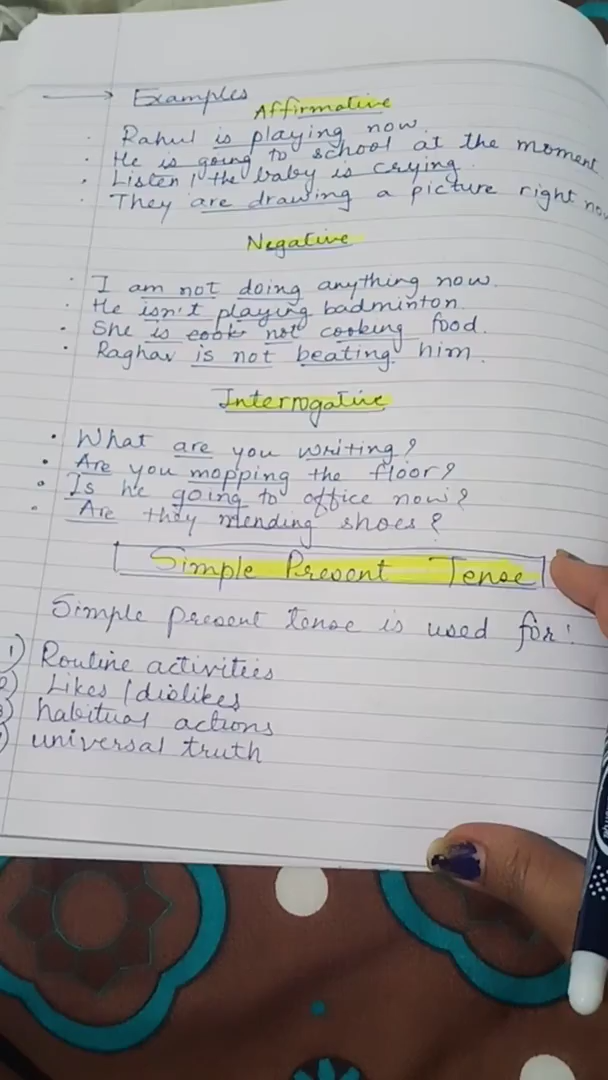 → Examples
Affirmative
· Rahul is playing now.
· He is going to school at the moment
· Listen! the baby is crying.
· They are drawing a picture right now
Negative
· I am not doing anything now.
· He isn't playing badminton.
· She is cook not cooking food.
· Raghav is not beating him.
Interrogative
· What are you writing?
· Are you mopping the floor?
· Is he going to office now?
· Are they mending shoes?
Simple Present Tense
Simple present tense is used for:
1) Routine activities
2) Likes / dislikes
3) habitual actions
) universal truth